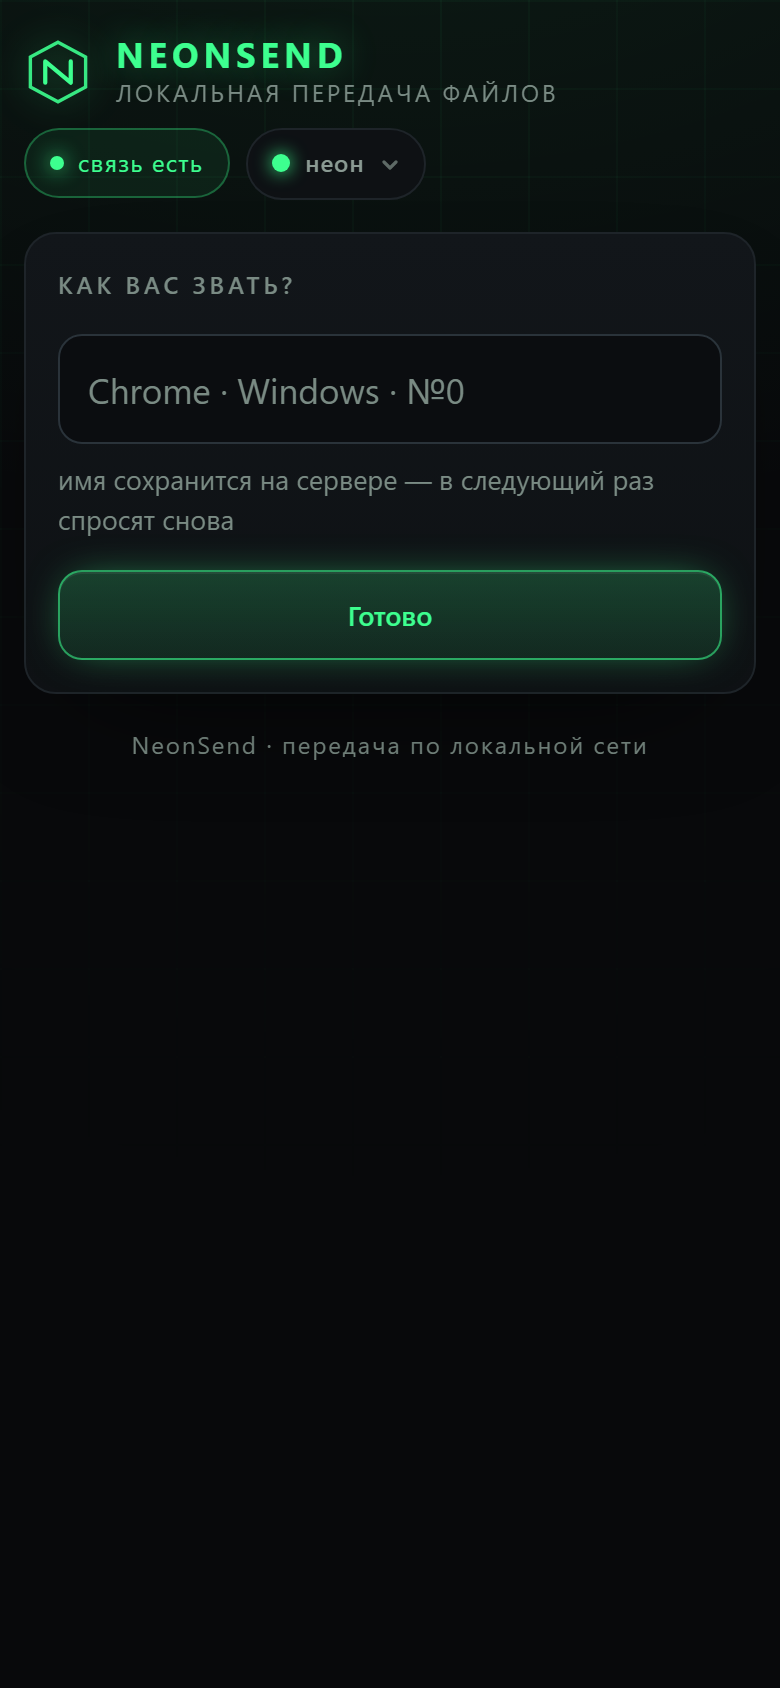 NEONSEND
ЛОКАЛЬНАЯ ПЕРЕДАЧА ФАЙЛОВ
связь есть
неон
КАК ВАС ЗВАТЬ?
Chrome · Windows · №0
имя сохранится на сервере — в следующий раз
спросят снова
Готово
NeonSend · передача по локальной сети